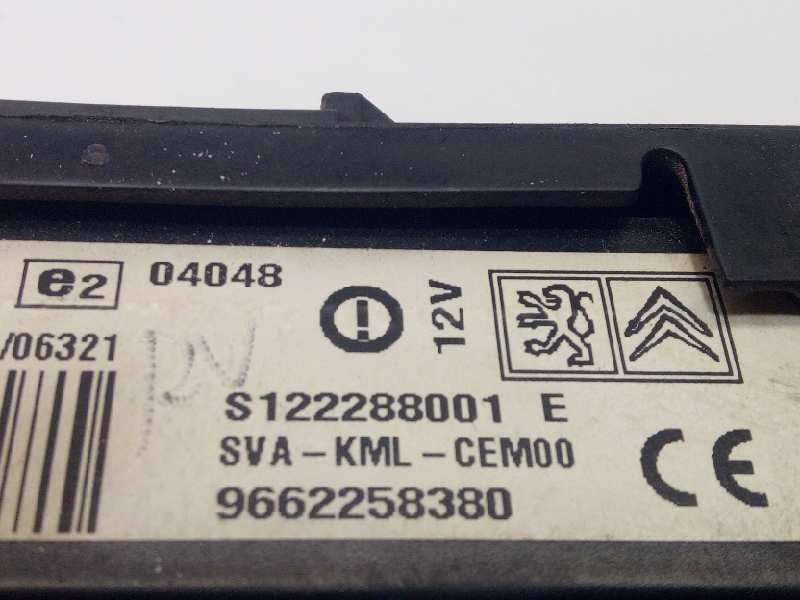 e2 04048
/06321
12V
S122288001 E
SVA-KML-CEM00
9662258380
CE